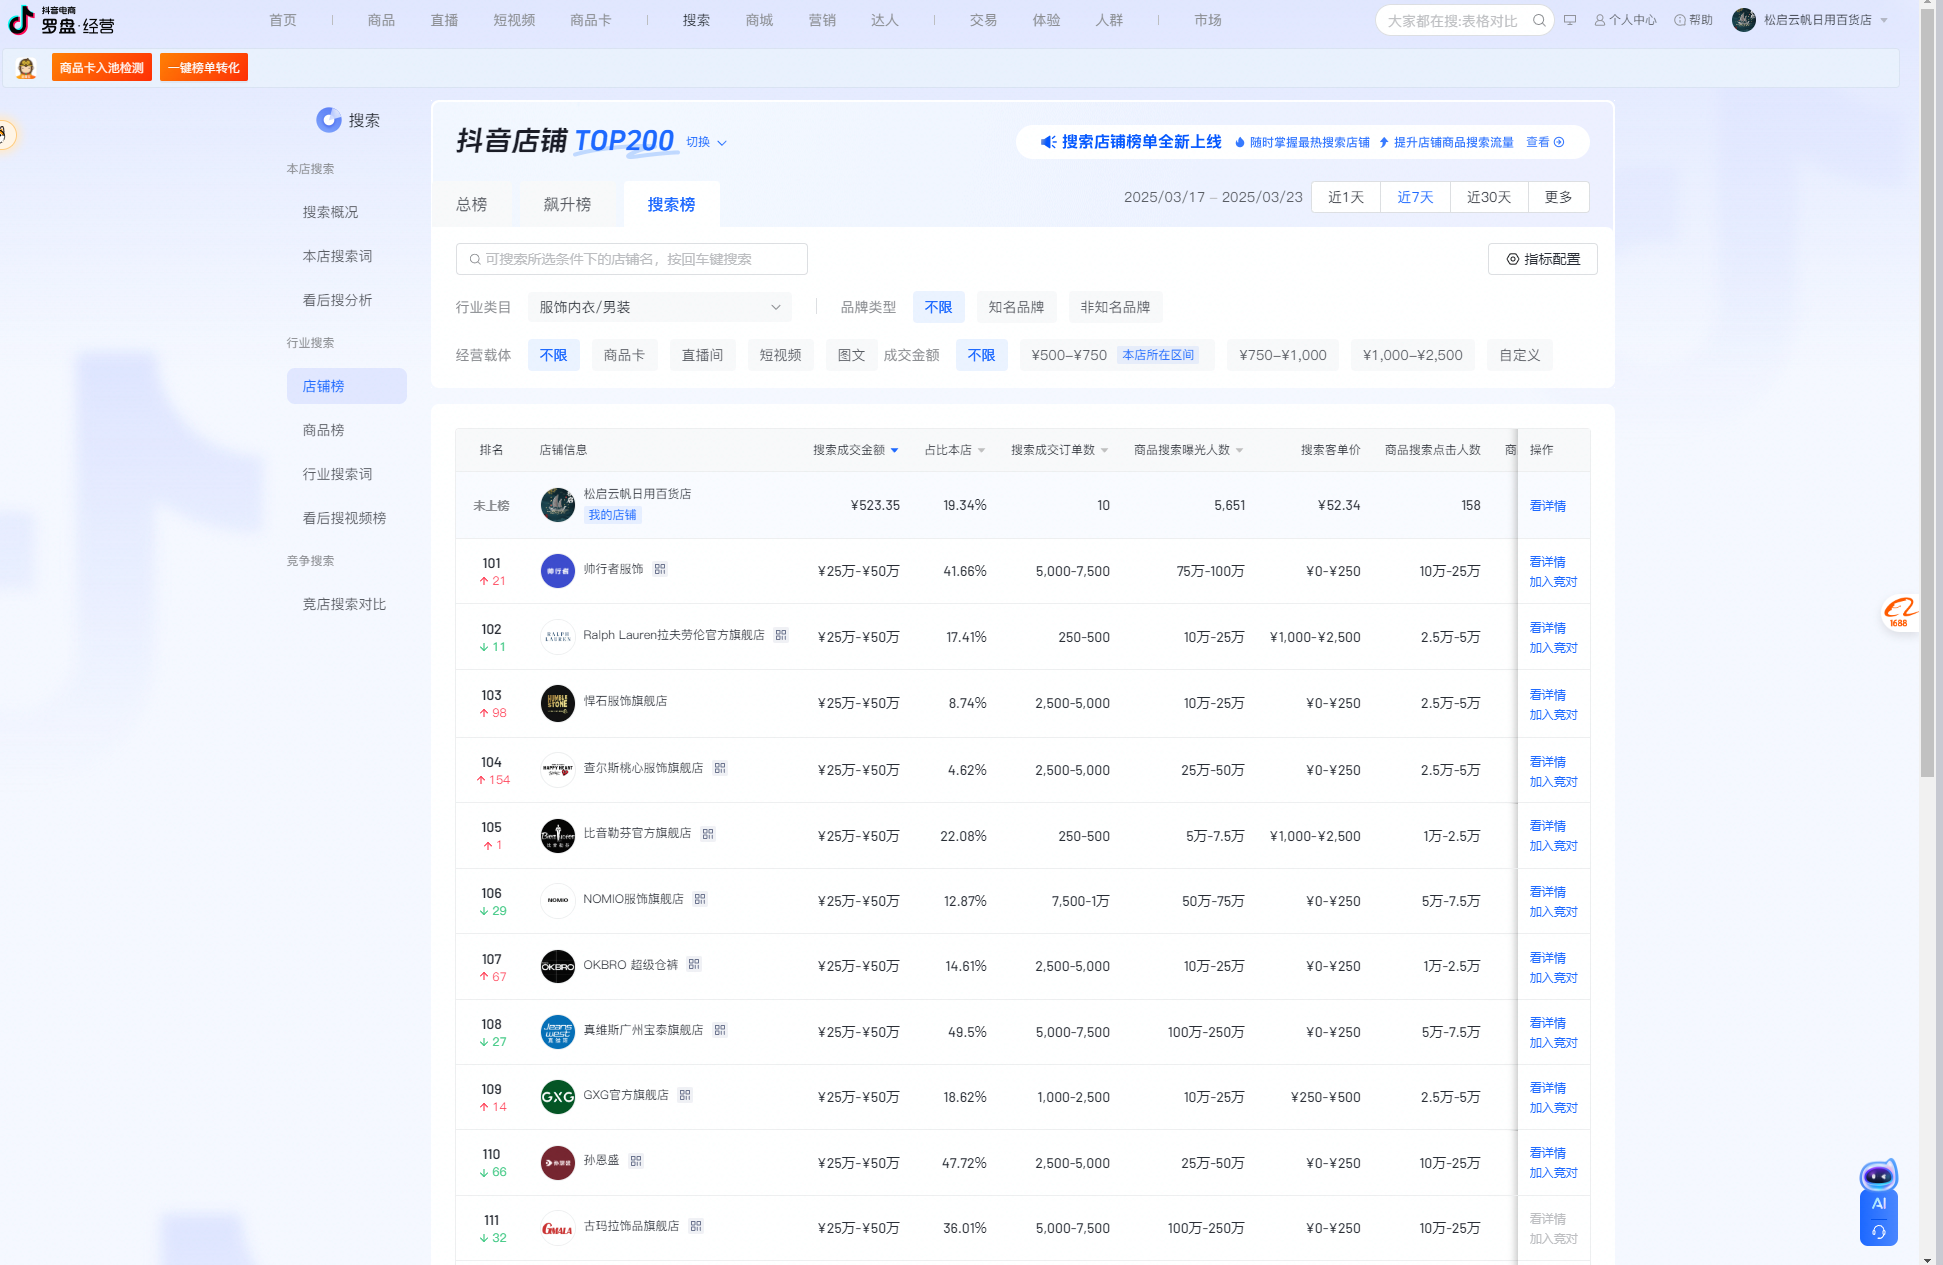 抖音电商
罗盘·经营
首页 商品 直播 短视频 商品卡 搜索 商城 营销 达人 交易 体验 人群 市场
大家都在搜:表格对比 个人中心 帮助 松启云帆日用百货店
商品卡入池检测 一键榜单转化
搜索
本店搜索
搜索概况
本店搜索词
看后搜分析
行业搜索
店铺榜
商品榜
行业搜索词
看后搜视频榜
竞争搜索
竞店搜索对比
抖音店铺 TOP200 切换
搜索店铺榜单全新上线 随时掌握最热搜索店铺 提升店铺商品搜索流量 查看
总榜 飙升榜 搜索榜
2025/03/17 – 2025/03/23 近1天 近7天 近30天 更多
可搜索所选条件下的店铺名，按回车键搜索
指标配置
行业类目 服饰内衣/男装 品牌类型 不限 知名品牌 非知名品牌
经营载体 不限 商品卡 直播间 短视频 图文 成交金额 不限 ¥500–¥750 本店所在区间 ¥750–¥1,000 ¥1,000–¥2,500 自定义
排名 店铺信息 搜索成交金额 占比本店 搜索成交订单数 商品搜索曝光人数 搜索客单价 商品搜索点击人数 商 操作
未上榜 松启云帆日用百货店 我的店铺 ¥523.35 19.34% 10 5,651 ¥52.34 158 看详情
101 21 帅行者 帅行者服饰 ¥25万-¥50万 41.66% 5,000-7,500 75万-100万 ¥0-¥250 10万-25万 看详情 加入竞对
102 11 RALPH LAUREN Ralph Lauren拉夫劳伦官方旗舰店 ¥25万-¥50万 17.41% 250-500 10万-25万 ¥1,000-¥2,500 2.5万-5万 看详情 加入竞对
103 98 HUMBLE STONE 悍石服饰旗舰店 ¥25万-¥50万 8.74% 2,500-5,000 10万-25万 ¥0-¥250 2.5万-5万 看详情 加入竞对
104 154 HAPPY HEART 查尔斯桃心服饰旗舰店 ¥25万-¥50万 4.62% 2,500-5,000 25万-50万 ¥0-¥250 2.5万-5万 看详情 加入竞对
105 1 比音勒芬 比音勒芬官方旗舰店 ¥25万-¥50万 22.08% 250-500 5万-7.5万 ¥1,000-¥2,500 1万-2.5万 看详情 加入竞对
106 29 NOMIO NOMIO服饰旗舰店 ¥25万-¥50万 12.87% 7,500-1万 50万-75万 ¥0-¥250 5万-7.5万 看详情 加入竞对
107 67 OKBRO OKBRO 超级仓裤 ¥25万-¥50万 14.61% 2,500-5,000 10万-25万 ¥0-¥250 1万-2.5万 看详情 加入竞对
108 27 Jeans west 真维斯 真维斯广州宝泰旗舰店 ¥25万-¥50万 49.5% 5,000-7,500 100万-250万 ¥0-¥250 5万-7.5万 看详情 加入竞对
109 14 GXG GXG官方旗舰店 ¥25万-¥50万 18.62% 1,000-2,500 10万-25万 ¥250-¥500 2.5万-5万 看详情 加入竞对
110 66 孙恩盛 孙恩盛 ¥25万-¥50万 47.72% 2,500-5,000 25万-50万 ¥0-¥250 10万-25万 看详情 加入竞对
111 32 GMALA 古玛拉饰品旗舰店 ¥25万-¥50万 36.01% 5,000-7,500 100万-250万 ¥0-¥250 10万-25万 看详情 加入竞对
1688
AI